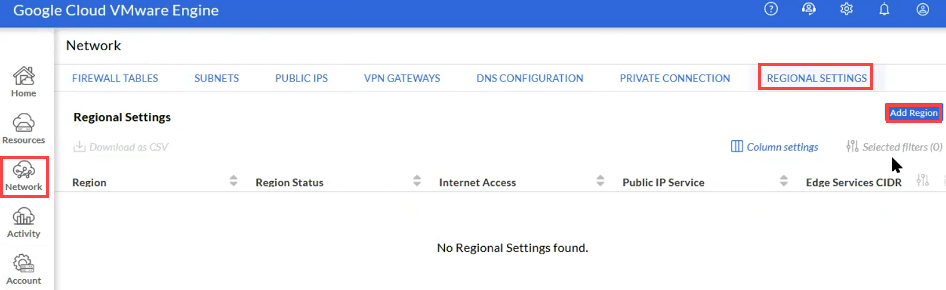 Google Cloud VMware Engine
Network
FIREWALL TABLES SUBNETS PUBLIC IPS VPN GATEWAYS DNS CONFIGURATION PRIVATE CONNECTION REGIONAL SETTINGS
Home
Resources
Network
Activity
Account
Regional Settings
Add Region
Download as CSV
Column settings
Selected filters (0)
Region Region Status Internet Access Public IP Service Edge Services CIDR
No Regional Settings found.